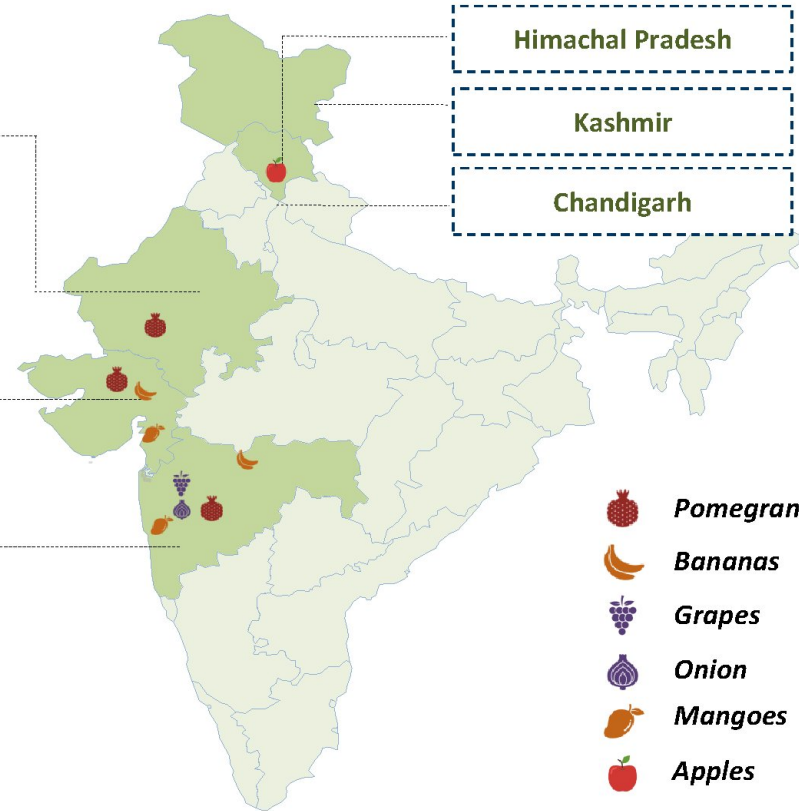 Himachal Pradesh
Kashmir
Chandigarh
Pomegran
Bananas
Grapes
Onion
Mangoes
Apples